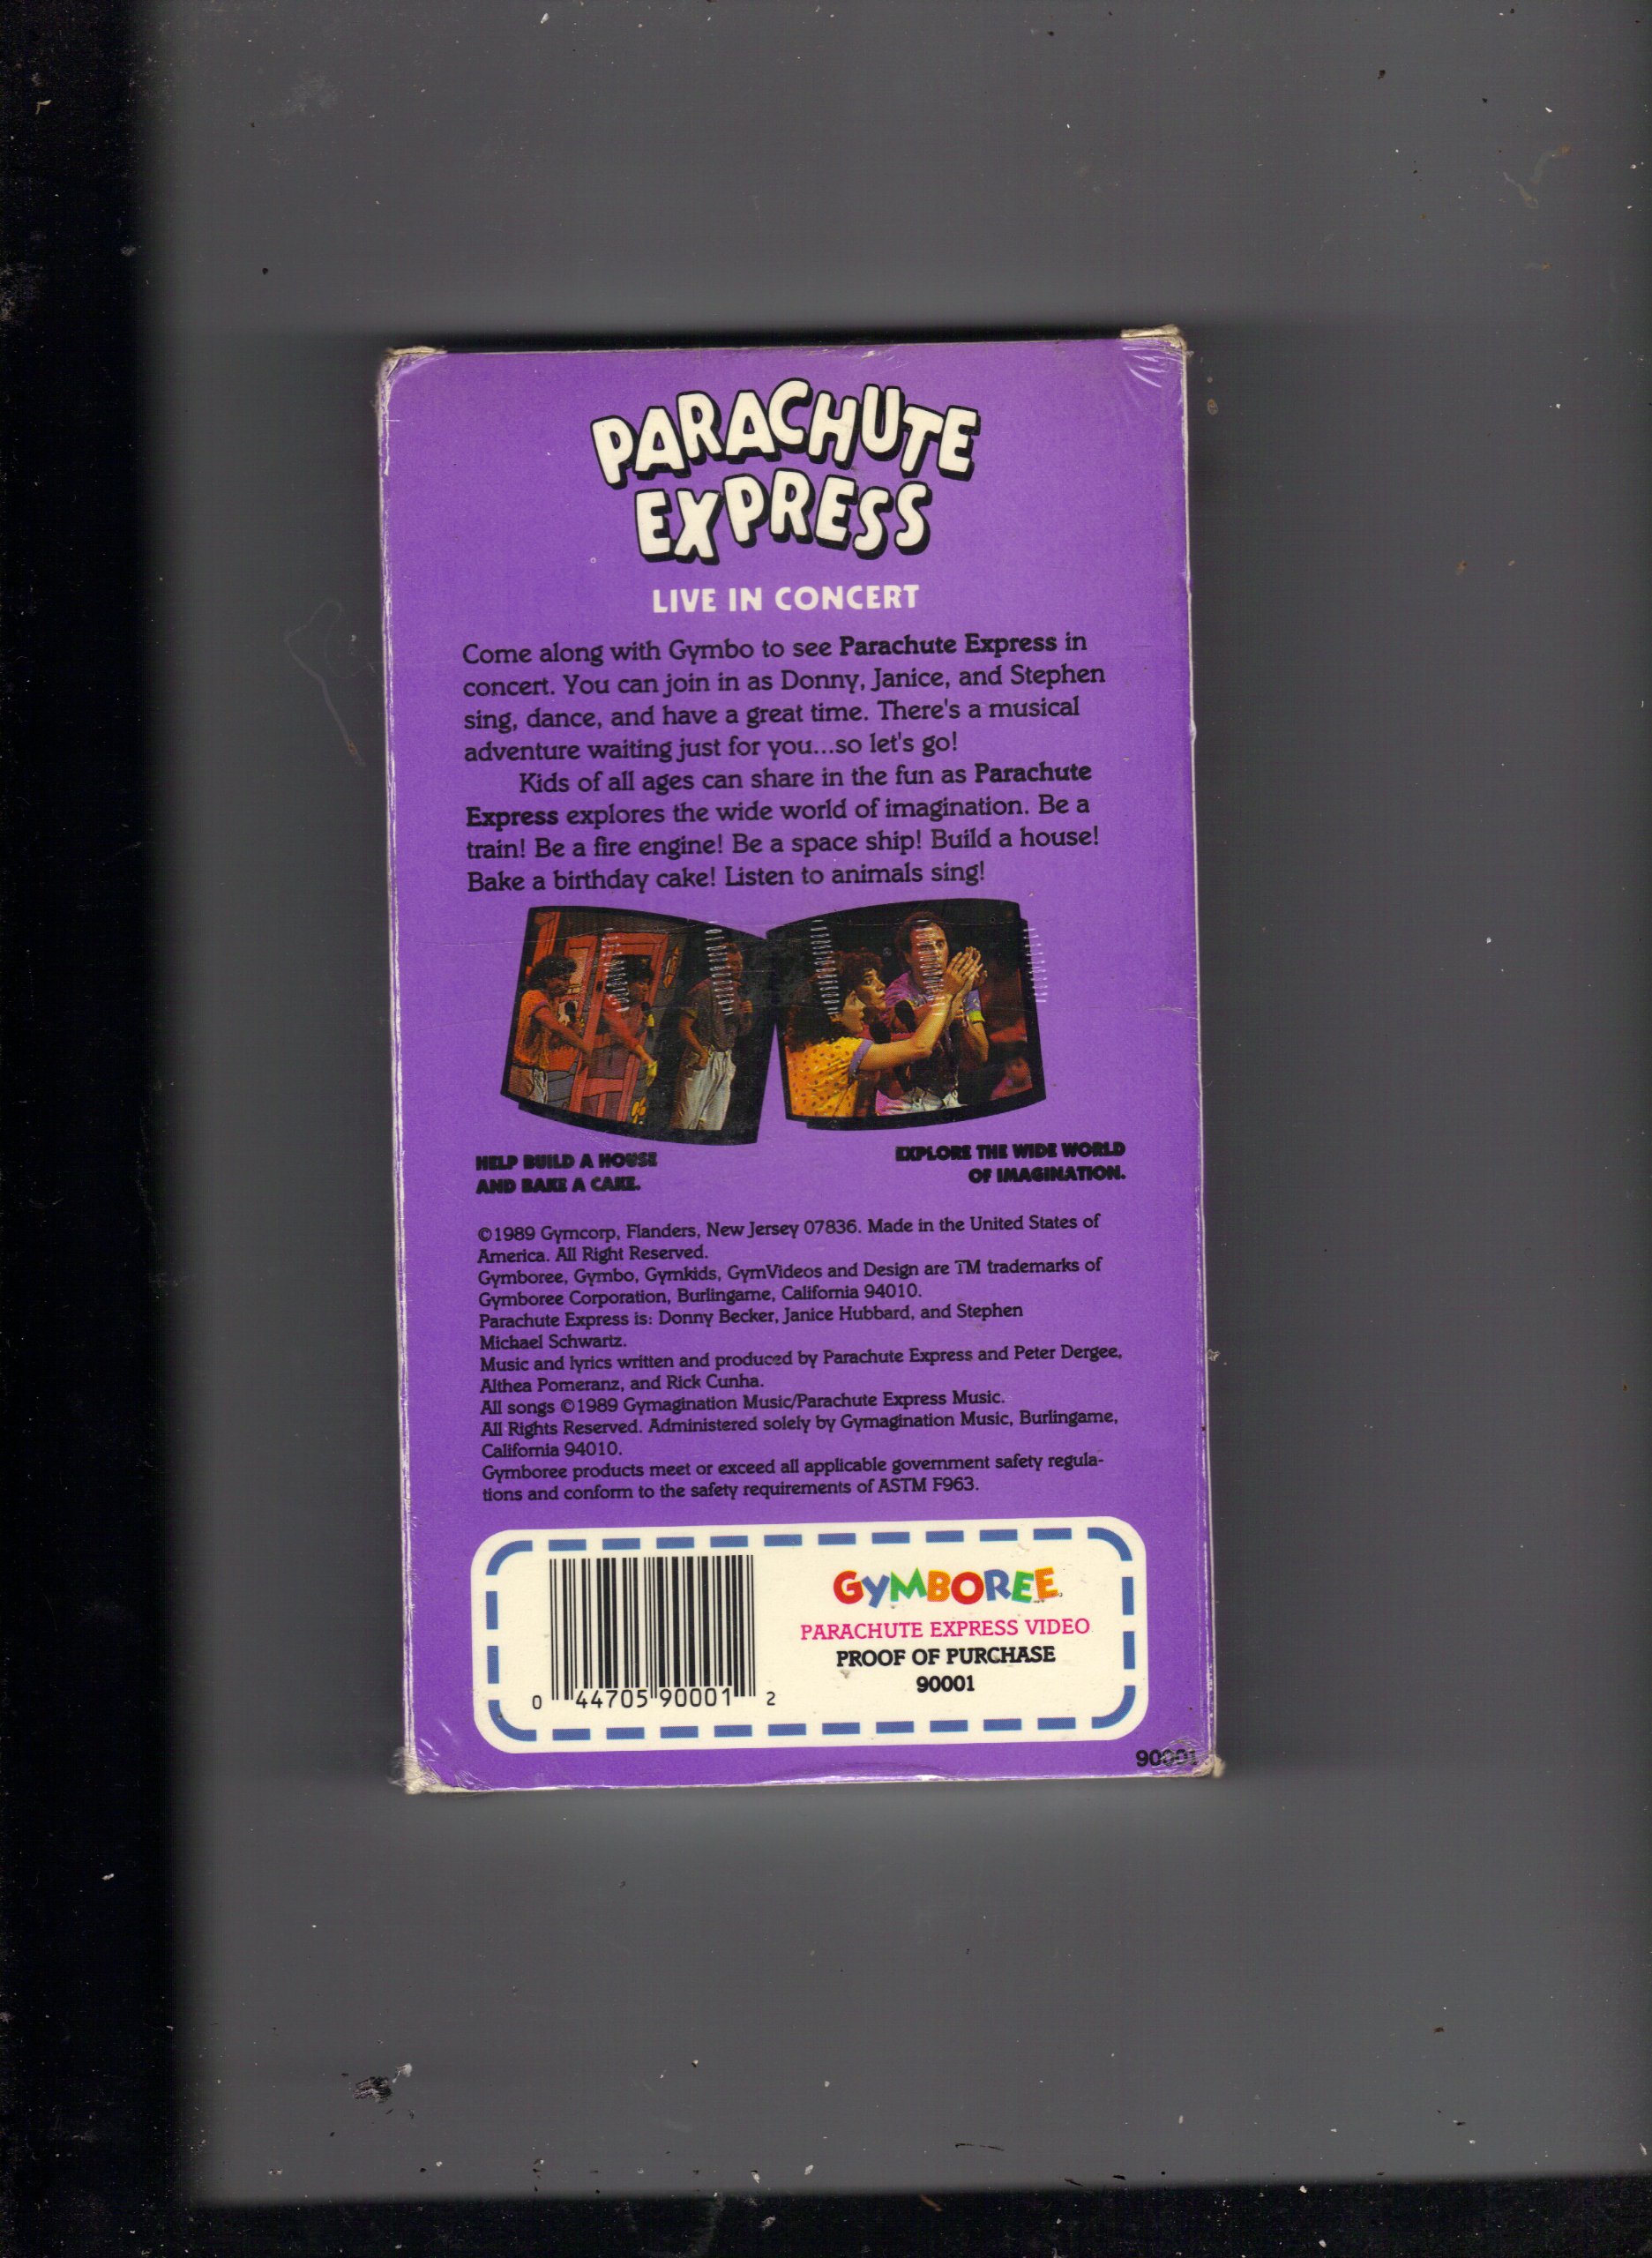 PARACHUTE
EXPRESS
LIVE IN CONCERT
Come along with Gymbo to see Parachute Express in
concert. You can join in as Donny, Janice, and Stephen
sing, dance, and have a great time. There's a musical
adventure waiting just for you...so let's go!
Kids of all ages can share in the fun as Parachute
Express explores the wide world of imagination. Be a
train! Be a fire engine! Be a space ship! Build a house!
Bake a birthday cake! Listen to animals sing!
HELP BUILD A HOUSE
AND BAKE A CAKE.
EXPLORE THE WIDE WORLD
OF IMAGINATION.
©1989 Gymcorp, Flanders, New Jersey 07836. Made in the United States of
America. All Right Reserved.
Gymboree, Gymbo, Gymkids, GymVideos and Design are TM trademarks of
Gymboree Corporation, Burlingame, California 94010.
Parachute Express is: Donny Becker, Janice Hubbard, and Stephen
Michael Schwartz.
Music and lyrics written and produced by Parachute Express and Peter Dergee,
Althea Pomeranz, and Rick Cunha.
All songs ©1989 Gymagination Music/Parachute Express Music.
All Rights Reserved. Administered solely by Gymagination Music, Burlingame,
California 94010.
Gymboree products meet or exceed all applicable government safety regula-
tions and conform to the safety requirements of ASTM F963.
GYMBOREE
PARACHUTE EXPRESS VIDEO
PROOF OF PURCHASE
90001
0 44705 90001 2
90001